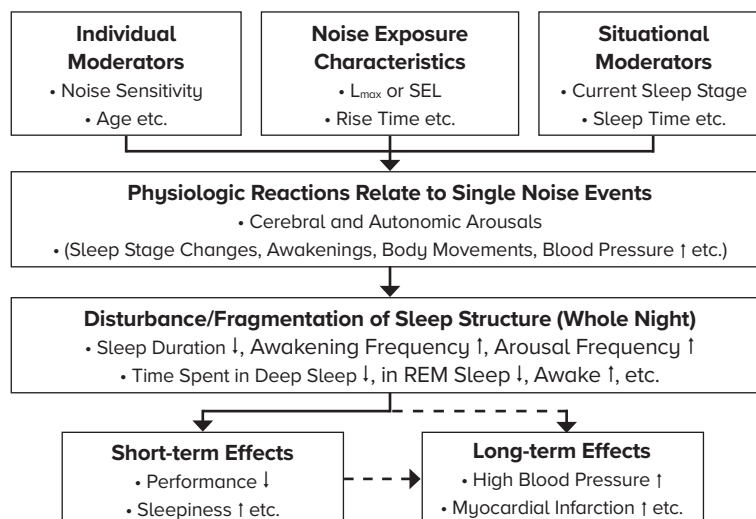 Individual
Moderators
• Noise Sensitivity
• Age etc.
Noise Exposure
Characteristics
• Lmax or SEL
• Rise Time etc.
Situational
Moderators
• Current Sleep Stage
• Sleep Time etc.
Physiologic Reactions Relate to Single Noise Events
• Cerebral and Autonomic Arousals
• (Sleep Stage Changes, Awakenings, Body Movements, Blood Pressure ↑ etc.)
Disturbance/Fragmentation of Sleep Structure (Whole Night)
• Sleep Duration ↓, Awakening Frequency ↑, Arousal Frequency ↑
• Time Spent in Deep Sleep ↓, in REM Sleep ↓, Awake ↑, etc.
Short-term Effects
• Performance ↓
• Sleepiness ↑ etc.
Long-term Effects
• High Blood Pressure ↑
• Myocardial Infarction ↑ etc.